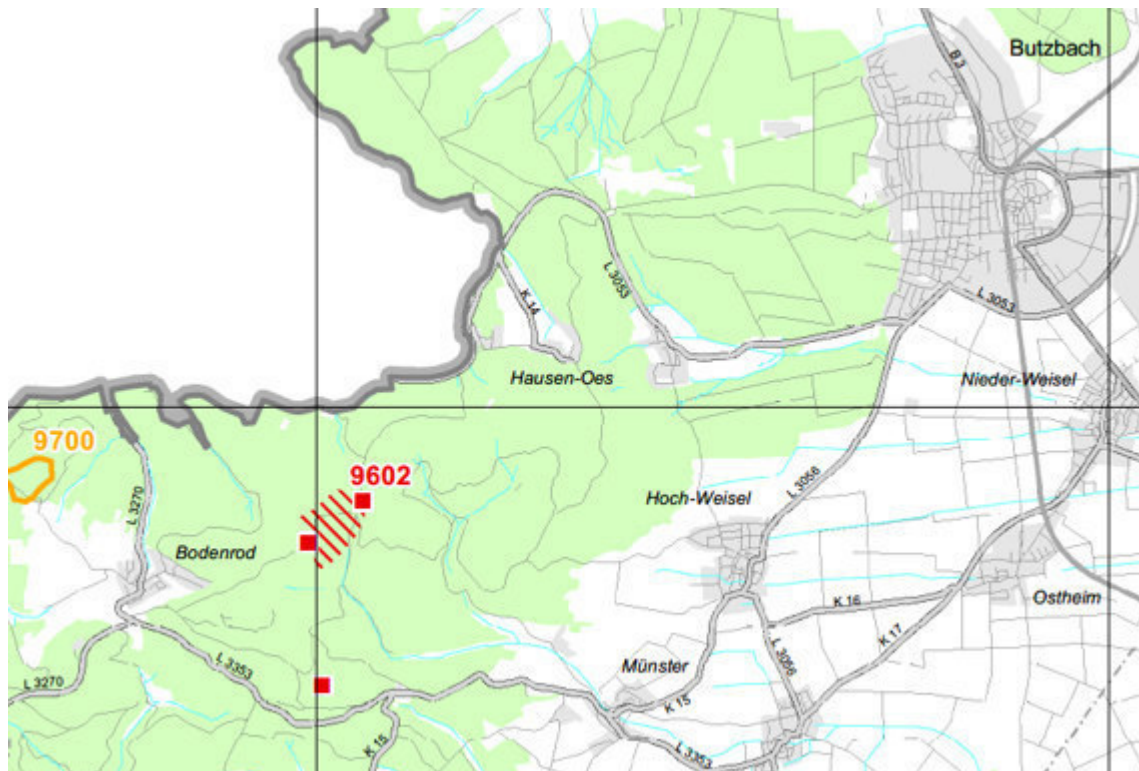 Butzbach
B 3
L 3053
K 14
L 3053
Hausen-Oes
Nieder-Weisel
9700
9602
L 3270
L 3056
Hoch-Weisel
Bodenrod
K 16
Ostheim
K 17
L 3056
L 3353
Münster
L 3270
K 15
K 15
L 3353